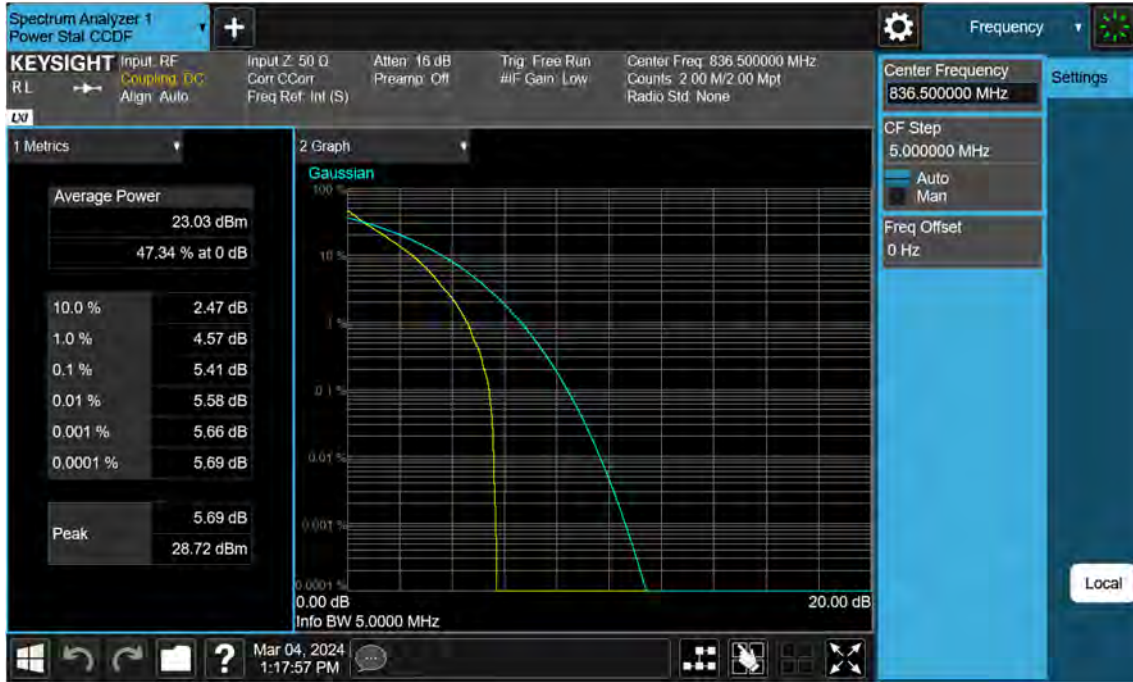 Spectrum Analyzer 1
Power Stat CCDF
+
Frequency
KEYSIGHT
RL
LXI
Input: RF
Coupling: DC
Align: Auto
Input Z: 50 Ω
Corr CCorr
Freq Ref: Int (S)
Atten: 16 dB
Preamp: Off
Trig: Free Run
#IF Gain: Low
Center Freq: 836.500000 MHz
Counts: 2.00 M/2.00 Mpt
Radio Std: None
Center Frequency
836.500000 MHz
Settings
CF Step
5.000000 MHz
Auto
Man
Freq Offset
0 Hz
1 Metrics
Average Power
23.03 dBm
47.34 % at 0 dB
10.0 % 2.47 dB
1.0 % 4.57 dB
0.1 % 5.41 dB
0.01 % 5.58 dB
0.001 % 5.66 dB
0.0001 % 5.69 dB
Peak
5.69 dB
28.72 dBm
2 Graph
Gaussian
100 %
10 %
1 %
0.1 %
0.01 %
0.001 %
0.0001 %
0.00 dB 20.00 dB
Info BW 5.0000 MHz
Local
?
Mar 04, 2024
1:17:57 PM